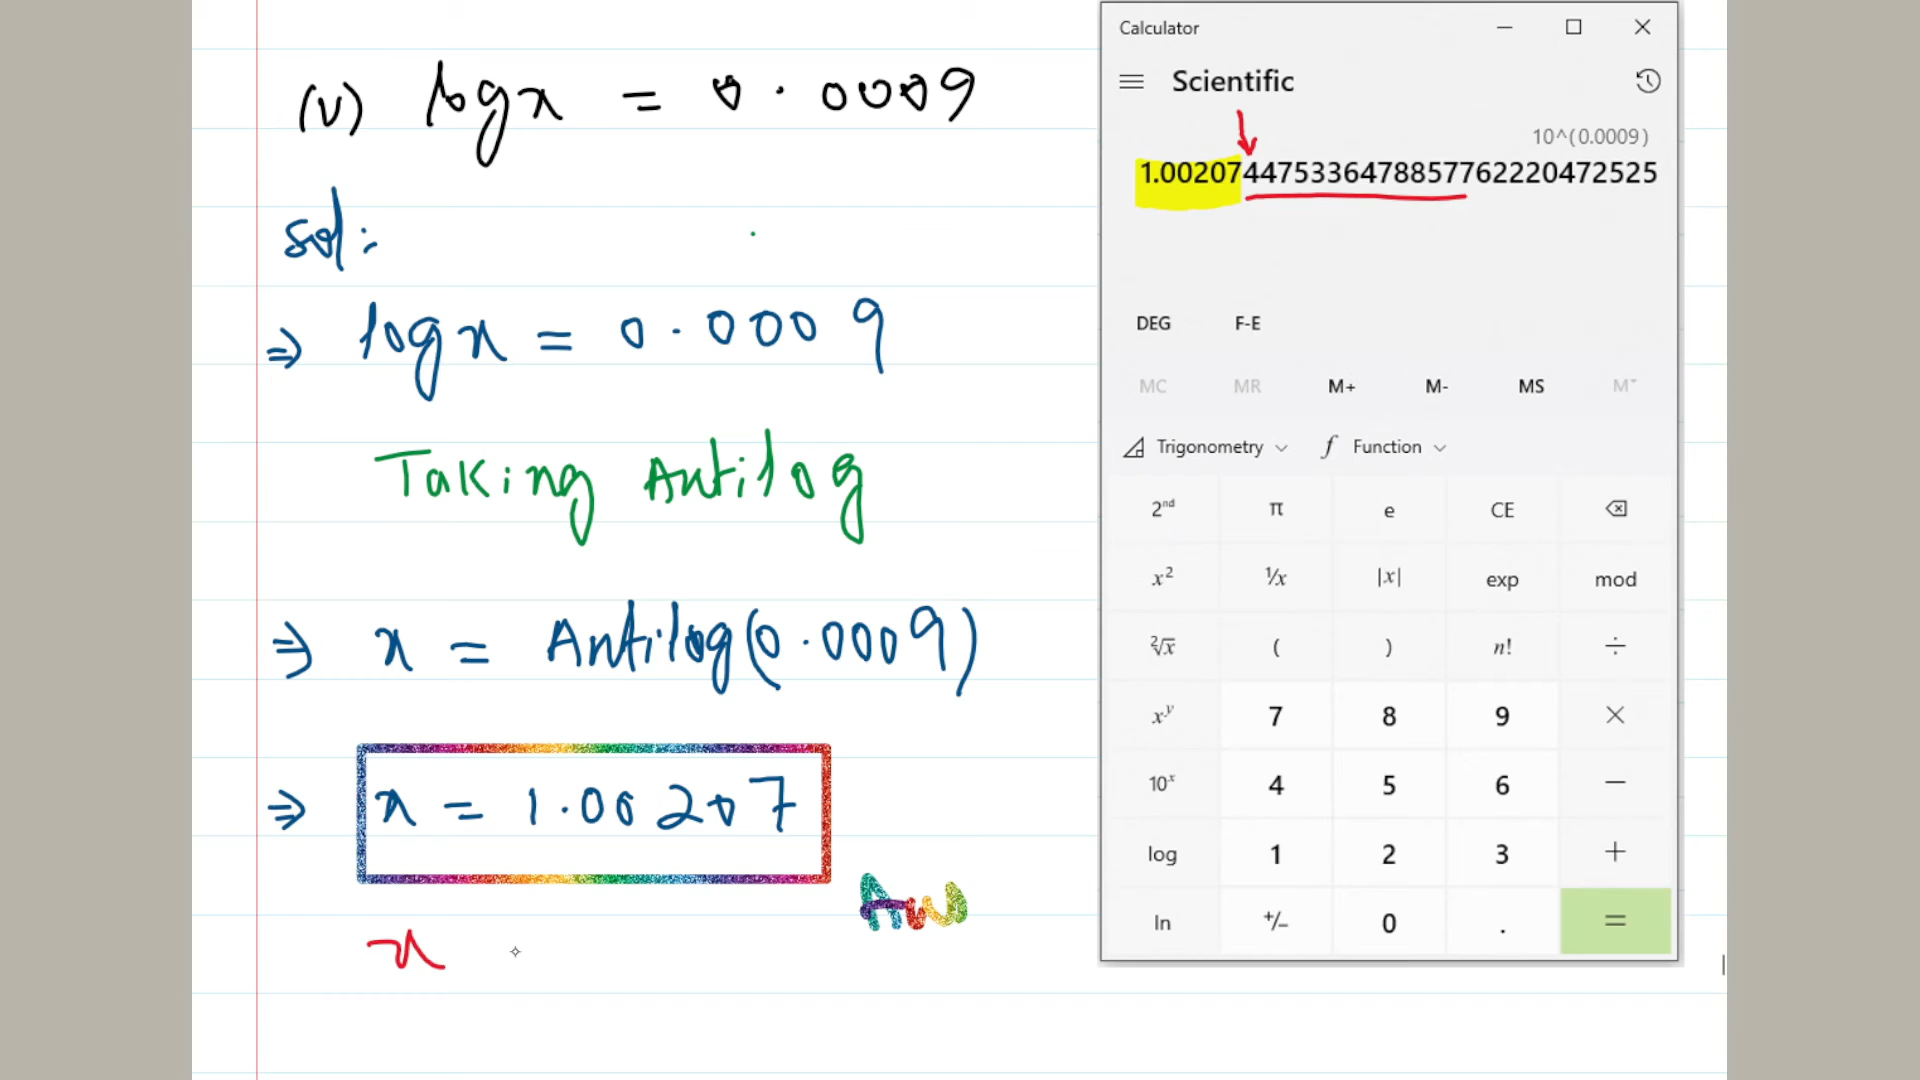 (v) log x = 0.0009
Sol:
⇒ log x = 0.0009
Taking Antilog
⇒ x = Antilog(0.0009)
⇒ x = 1.00207
Ans
x
Calculator
Scientific
10^(0.0009)
1.0020744753364788577762220472525
DEG F-E
MC MR M+ M- MS M˅
Trigonometry f Function
2nd π e CE
x² ¹/x |x| exp mod
²√x ( ) n! ÷
xʸ 7 8 9 ×
10ˣ 4 5 6 −
log 1 2 3 +
ln +/− 0 . =